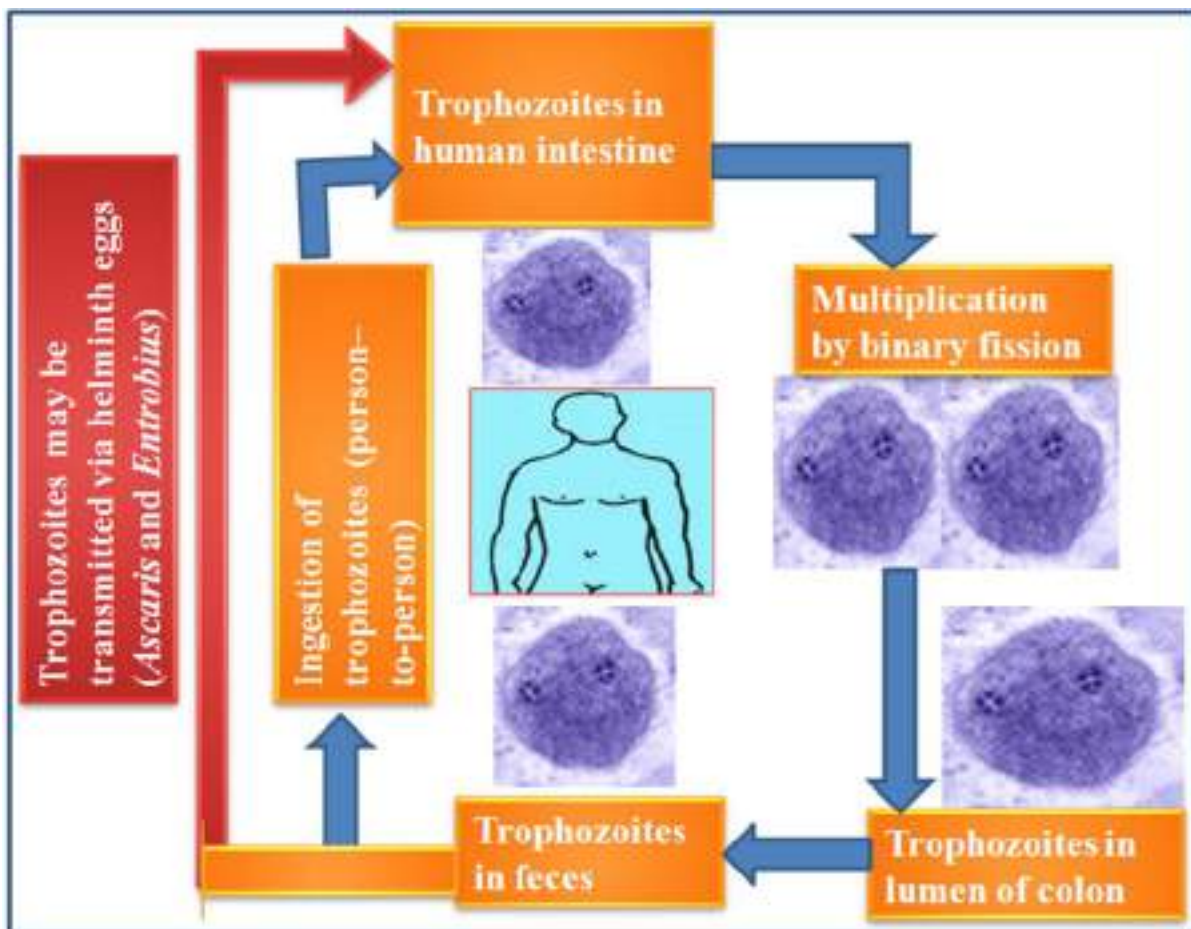 Trophozoites in
human intestine
Multiplication
by binary fission
Trophozoites in
lumen of colon
Trophozoites
in feces
Ingestion of
trophozoites (person–
to-person)
Trophozoites may be
transmitted via helminth eggs
(Ascaris and Entrobius)